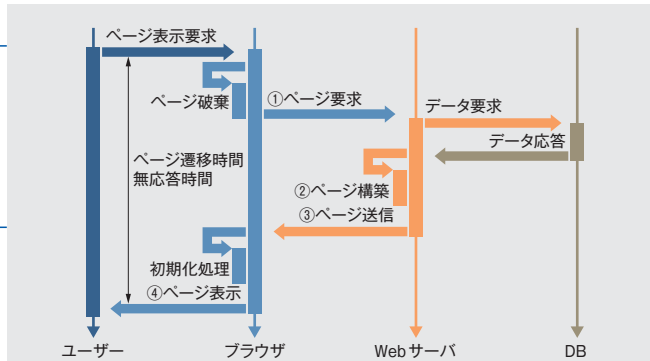 ページ表示要求
ページ破棄
①ページ要求
データ要求
データ応答
ページ遷移時間
無応答時間
②ページ構築
③ページ送信
初期化処理
④ページ表示
ユーザー
ブラウザ
Webサーバ
DB